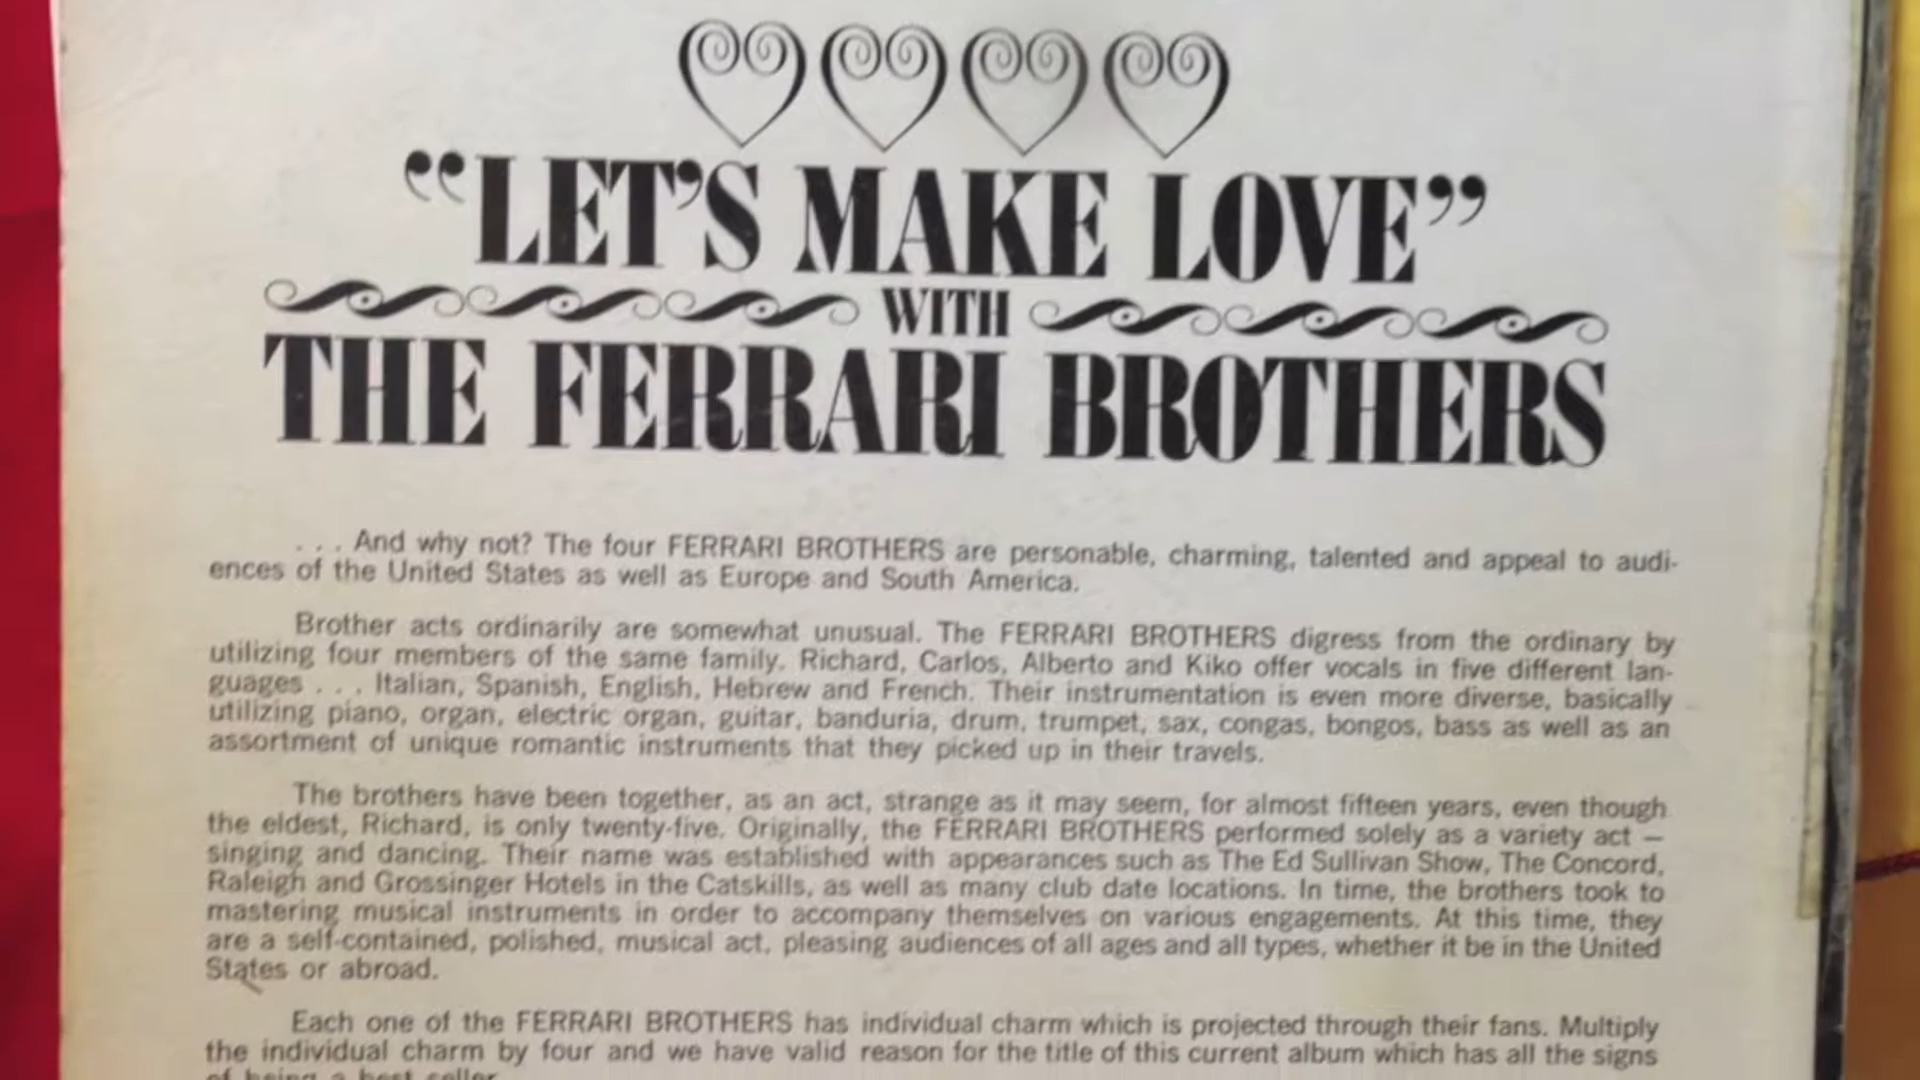 “LET’S MAKE LOVE”
WITH
THE FERRARI BROTHERS
. . . And why not? The four FERRARI BROTHERS are personable, charming, talented and appeal to audi-
ences of the United States as well as Europe and South America.
Brother acts ordinarily are somewhat unusual. The FERRARI BROTHERS digress from the ordinary by
utilizing four members of the same family. Richard, Carlos, Alberto and Kiko offer vocals in five different lan-
guages . . . Italian, Spanish, English, Hebrew and French. Their instrumentation is even more diverse, basically
utilizing piano, organ, electric organ, guitar, banduria, drum, trumpet, sax, congas, bongos, bass as well as an
assortment of unique romantic instruments that they picked up in their travels.
The brothers have been together, as an act, strange as it may seem, for almost fifteen years, even though
the eldest, Richard, is only twenty-five. Originally, the FERRARI BROTHERS performed solely as a variety act —
singing and dancing. Their name was established with appearances such as The Ed Sullivan Show, The Concord,
Raleigh and Grossinger Hotels in the Catskills, as well as many club date locations. In time, the brothers took to
mastering musical instruments in order to accompany themselves on various engagements. At this time, they
are a self-contained, polished, musical act, pleasing audiences of all ages and all types, whether it be in the United
States or abroad.
Each one of the FERRARI BROTHERS has individual charm which is projected through their fans. Multiply
the individual charm by four and we have valid reason for the title of this current album which has all the signs
of being a best seller